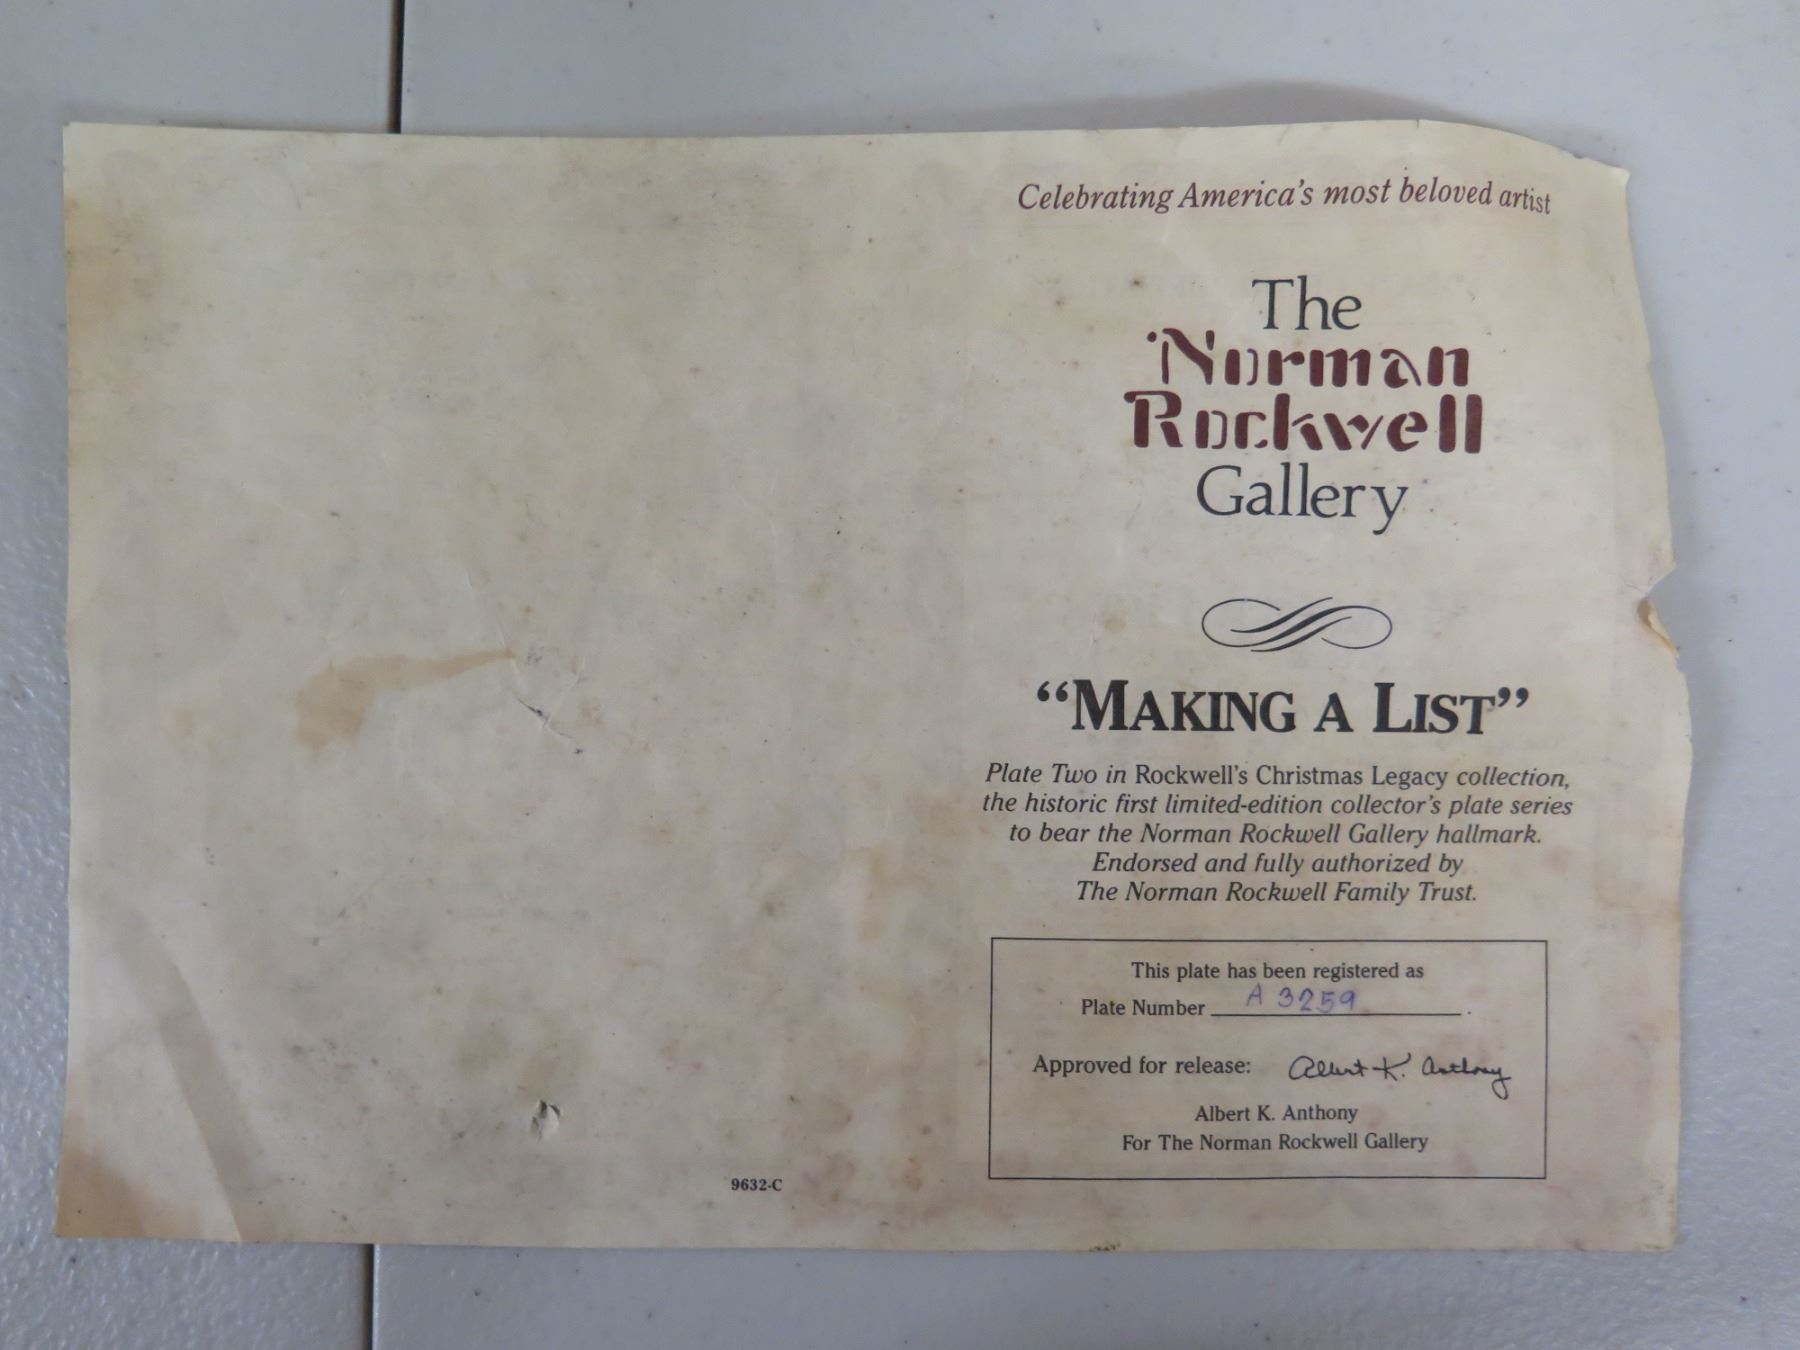 Celebrating America's most beloved artist
The
Norman
Rockwell
Gallery
“MAKING A LIST”
Plate Two in Rockwell's Christmas Legacy collection,
the historic first limited-edition collector's plate series
to bear the Norman Rockwell Gallery hallmark.
Endorsed and fully authorized by
The Norman Rockwell Family Trust.
This plate has been registered as
Plate Number A 3259.
Approved for release: Albert K. Anthony
Albert K. Anthony
For The Norman Rockwell Gallery
9632-C